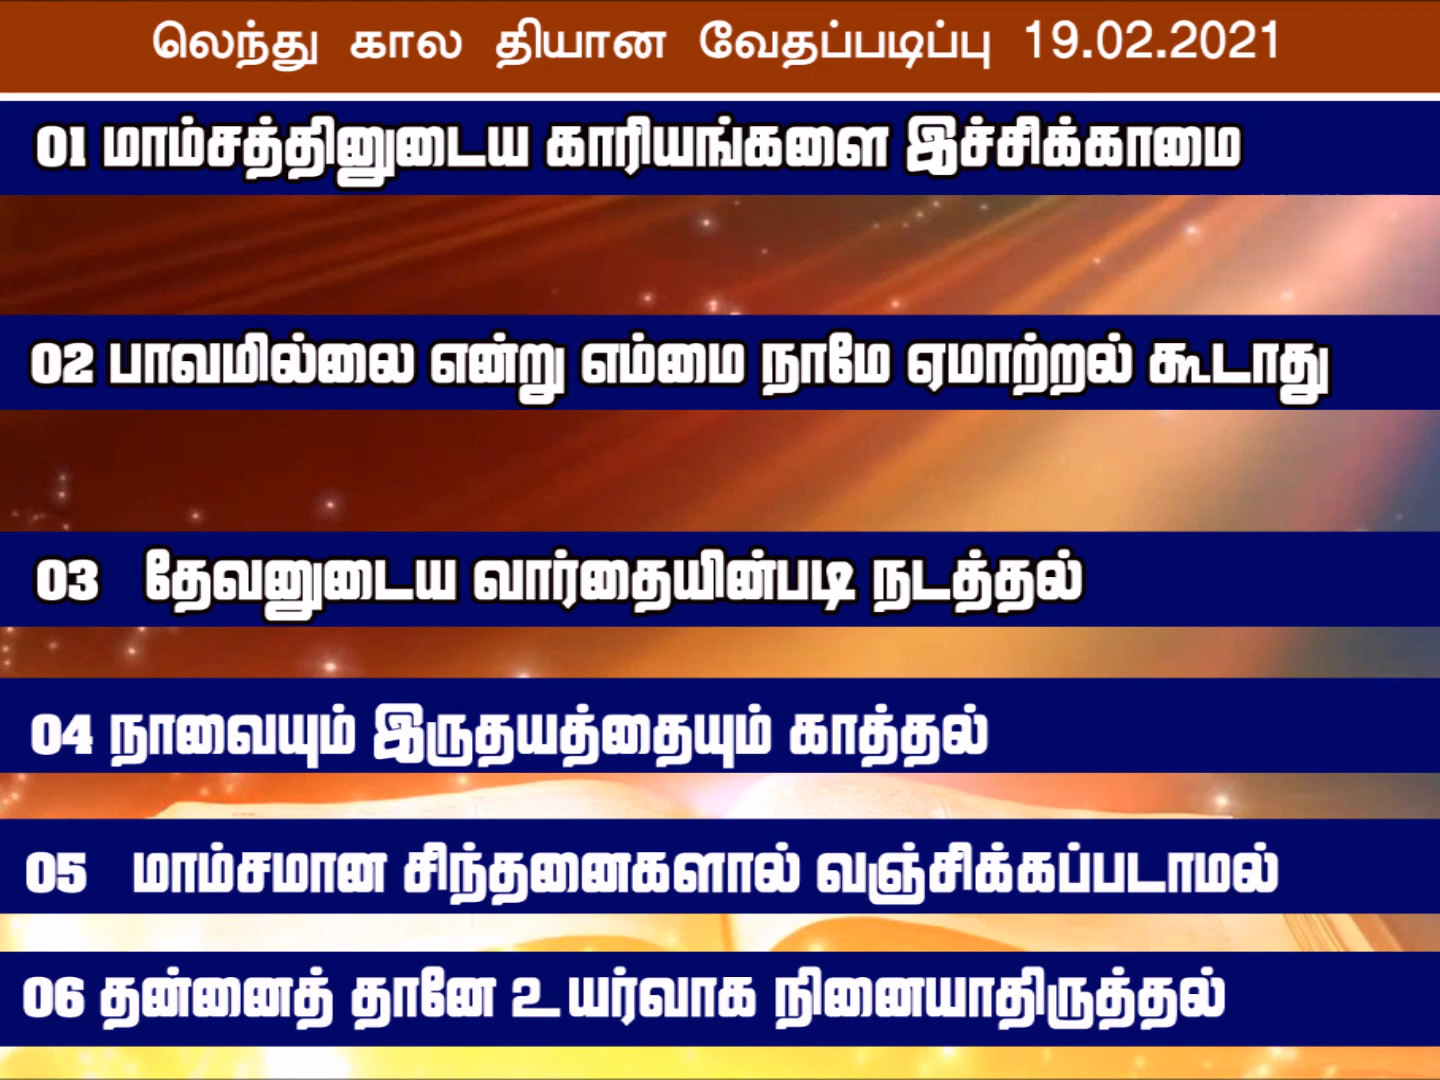 லெந்து கால தியான வேதப்படிப்பு 19.02.2021
01 மாம்சத்தினுடைய காரியங்களை இச்சிக்காமை
02 பாவமில்லை என்று எம்மை நாமே ஏமாற்றல் கூடாது
03 தேவனுடைய வார்தையின்படி நடத்தல்
04 நாவையும் இருதயத்தையும் காத்தல்
05 மாம்சமான சிந்தனைகளால் வஞ்சிக்கப்படாமல்
06 தன்னைத் தானே உயர்வாக நினையாதிருத்தல்